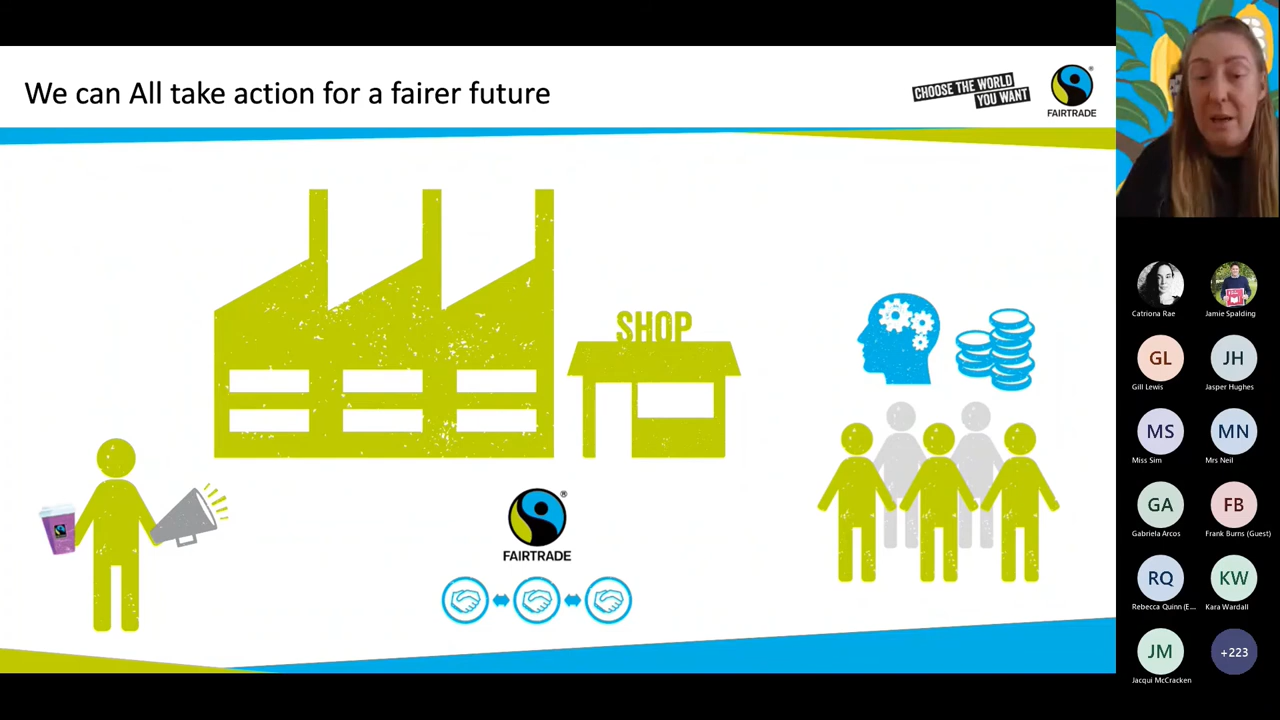 We can All take action for a fairer future
CHOOSE THE WORLD
YOU WANT
®
FAIRTRADE
SHOP
®
FAIRTRADE
Catriona Rae
Jamie Spalding
GL
JH
Gill Lewis
Jasper Hughes
MS
MN
Miss Sim
Mrs Neil
GA
FB
Gabriela Arcos
Frank Burns (Guest)
RQ
KW
Rebecca Quinn (E...
Kara Wardall
JM
+223
Jacqui McCracken